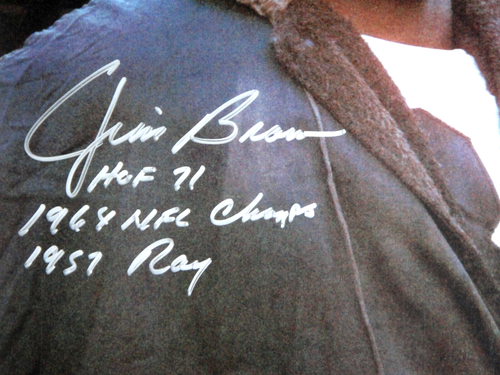 Jim Brown
HOF 71
1964 NFL Champs
1957 Roy